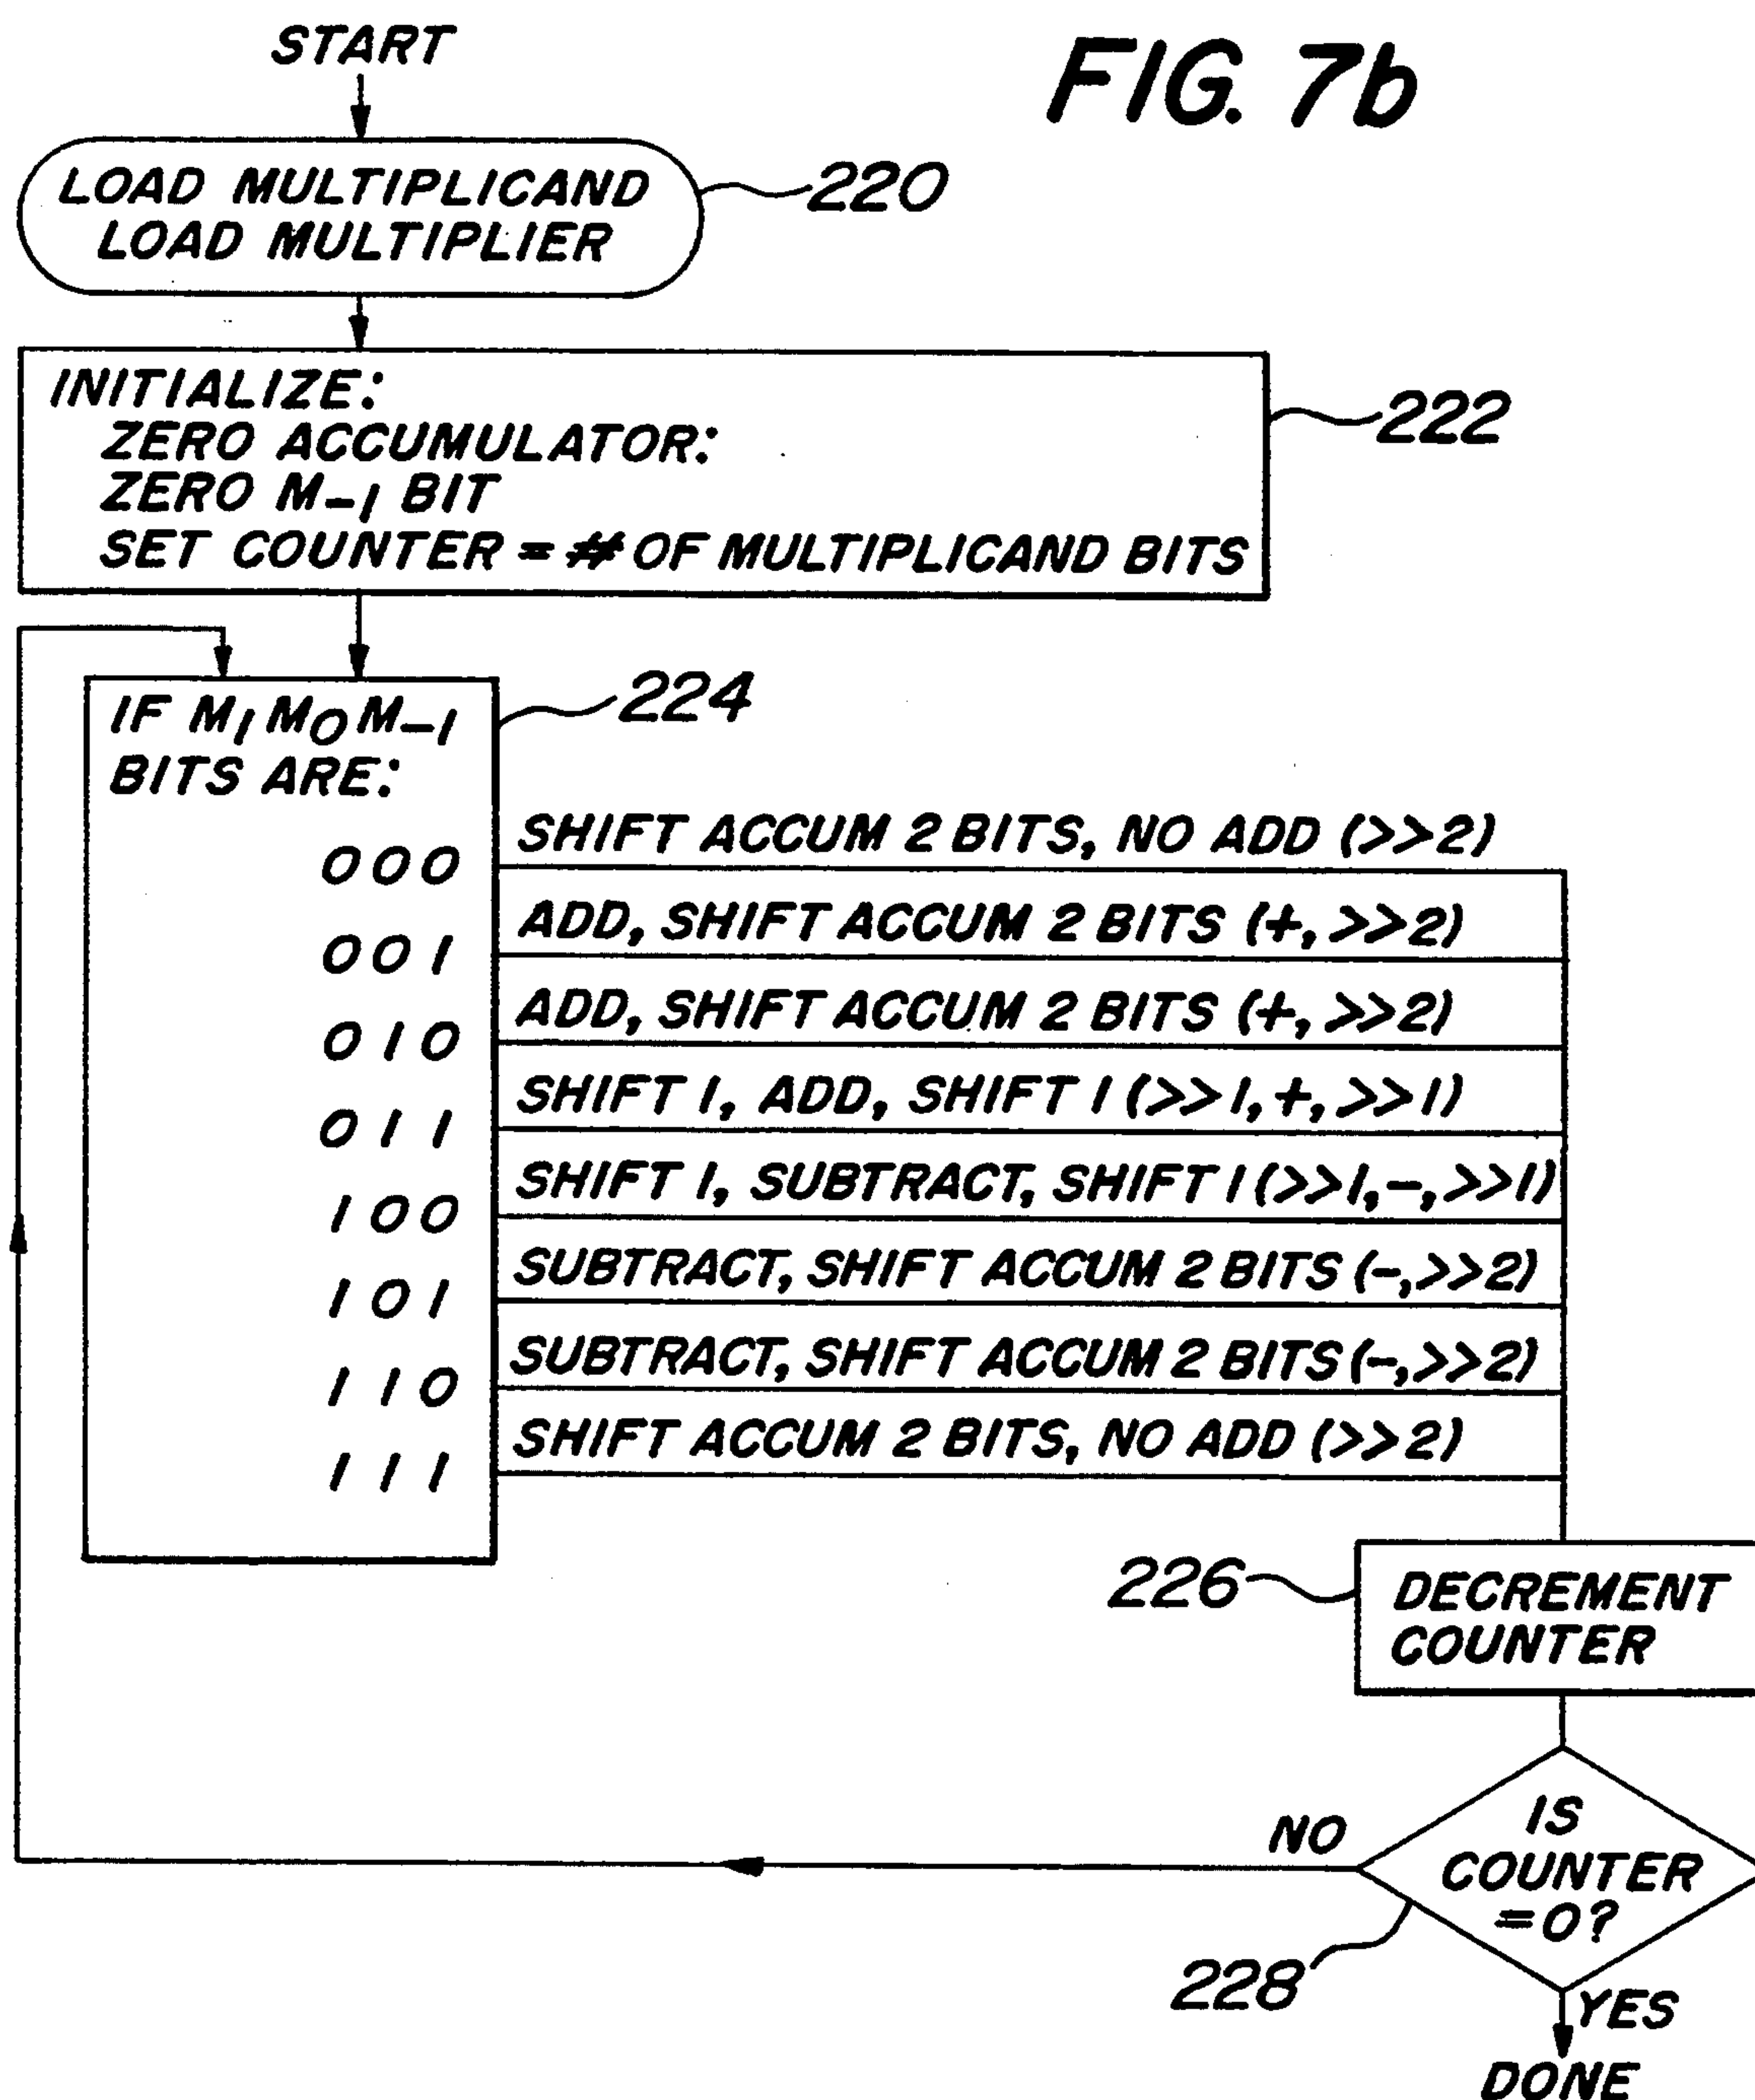 START
FIG. 7b
LOAD MULTIPLICAND
LOAD MULTIPLIER
220
INITIALIZE:
ZERO ACCUMULATOR:
ZERO M-1 BIT
SET COUNTER = # OF MULTIPLICAND BITS
222
IF M1 M0 M-1
BITS ARE:
224
000 SHIFT ACCUM 2 BITS, NO ADD (>>2)
001 ADD, SHIFT ACCUM 2 BITS (+, >>2)
010 ADD, SHIFT ACCUM 2 BITS (+, >>2)
011 SHIFT 1, ADD, SHIFT 1 (>>1, +, >>1)
100 SHIFT 1, SUBTRACT, SHIFT 1 (>>1, -, >>1)
101 SUBTRACT, SHIFT ACCUM 2 BITS (-, >>2)
110 SUBTRACT, SHIFT ACCUM 2 BITS (-, >>2)
111 SHIFT ACCUM 2 BITS, NO ADD (>>2)
226
DECREMENT
COUNTER
NO
IS
COUNTER
=0?
228
YES
DONE